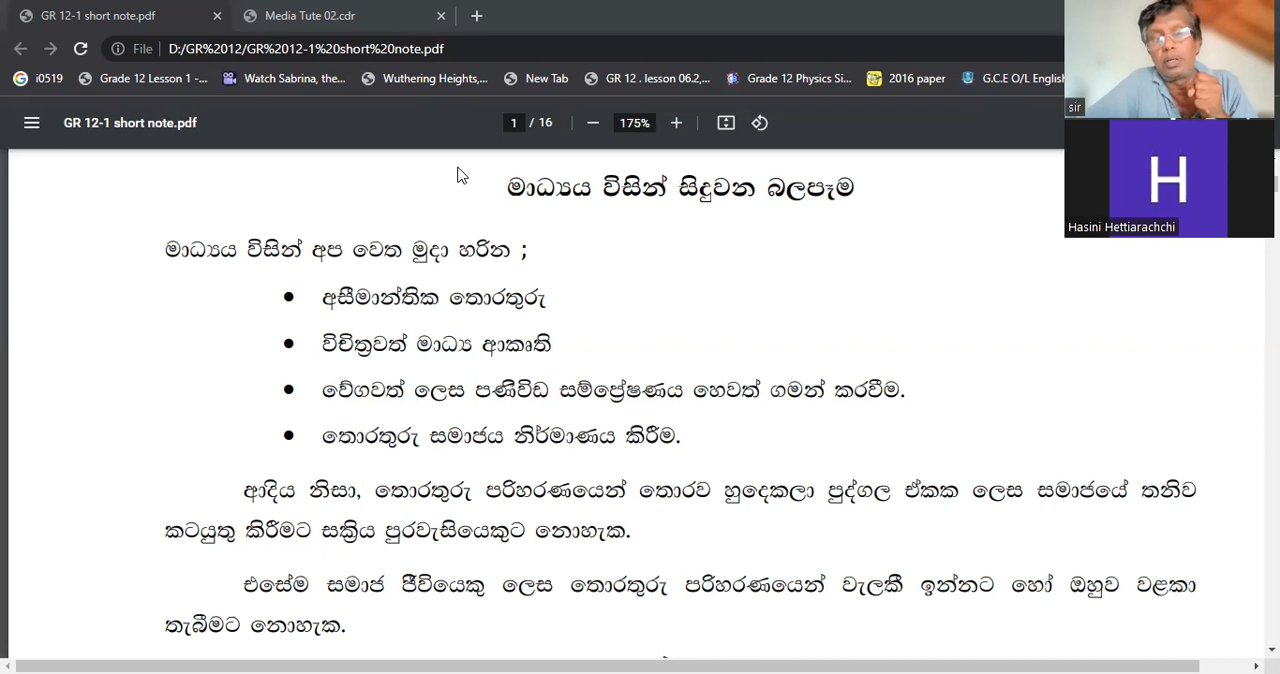 GR 12-1 short note.pdf
Media Tute 02.cdr
File
D:/GR%2012/GR%2012-1%20short%20note.pdf
i0519
Grade 12 Lesson 1 -...
Watch Sabrina, the...
Wuthering Heights,...
New Tab
GR 12 . lesson 06.2,...
Grade 12 Physics Si...
2016 paper
G.C.E O/L English
GR 12-1 short note.pdf
1 / 16
175%
sir
H
Hasini Hettiarachchi
මාධ්‍යය විසින් සිදුවන බලපෑම
මාධ්‍යය විසින් අප වෙත මුදා හරින ;
• අසීමාන්තික තොරතුරු
• විචිත්‍රවත් මාධ්‍ය ආකෘති
• වේගවත් ලෙස පණිවිඩ සම්ප්‍රේෂණය හෙවත් ගමන් කරවීම.
• තොරතුරු සමාජය නිර්මාණය කිරීම.
ආදිය නිසා, තොරතුරු පරිහරණයෙන් තොරව හුදෙකලා පුද්ගල ඒකක ලෙස සමාජයේ තනිව
කටයුතු කිරීමට සක්‍රිය පුරවැසියෙකුට නොහැක.
එසේම සමාජ ජීවියෙකු ලෙස තොරතුරු පරිහරණයෙන් වැලකී ඉන්නට හෝ ඔහුව වළකා
තැබීමට නොහැක.